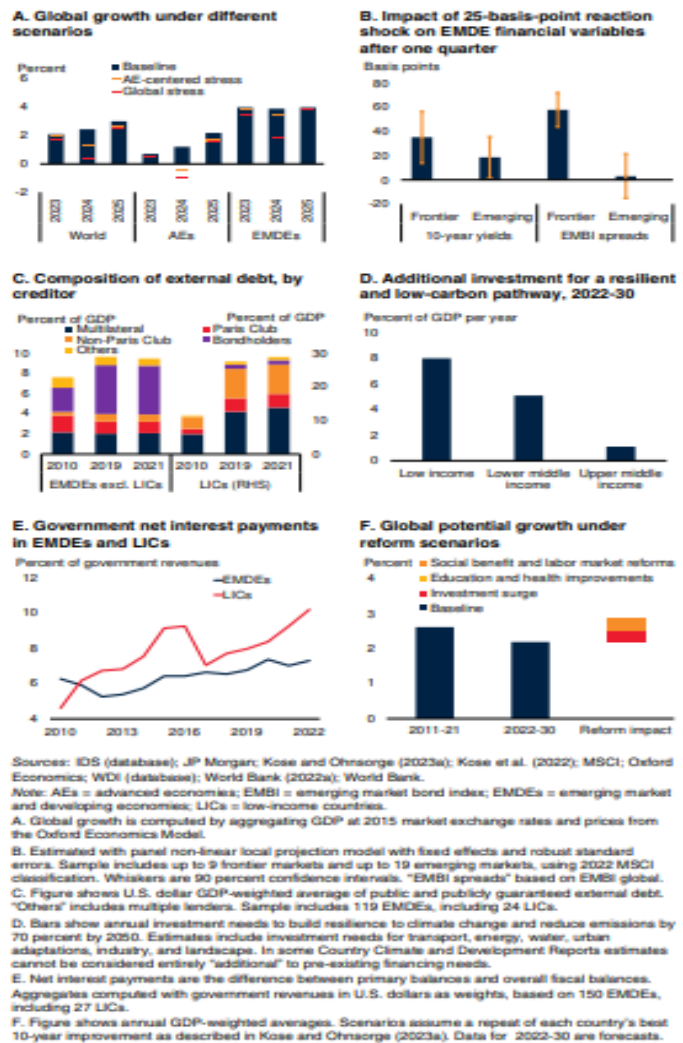 A. Global growth under different
scenarios
Percent
Baseline
AE-centered stress
Global stress
6
4
2
0
-2
2023
2024
2025
2023
2024
2025
2023
2024
2025
World
AEs
EMDEs
B. Impact of 25-basis-point reaction
shock on EMDE financial variables
after one quarter
Basis points
80
60
40
20
0
-20
Frontier Emerging Frontier Emerging
10-year yields
EMBI spreads
C. Composition of external debt, by
creditor
Percent of GDP
Percent of GDP
Multilateral
Paris Club
Non-Paris Club
Bondholders
Others
10
8
6
4
2
0
30
20
10
0
2010 2019 2021 2010 2019 2021
EMDEs excl. LICs
LICs (RHS)
D. Additional investment for a resilient
and low-carbon pathway, 2022-30
Percent of GDP per year
10
8
6
4
2
0
Low income Lower middle Upper middle
income income
E. Government net interest payments
in EMDEs and LICs
Percent of government revenues
EMDEs
LICs
12
10
8
6
4
2010 2013 2016 2019 2022
F. Global potential growth under
reform scenarios
Percent
Social benefit and labor market reforms
Education and health improvements
Investment surge
Baseline
4
3
2
1
0
2011-21 2022-30 Reform impact
Sources: IDS (database); JP Morgan; Kose and Ohnsorge (2023a); Kose et al. (2022); MSCI; Oxford
Economics; WDI (database); World Bank (2022a); World Bank.
Note: AEs = advanced economies; EMBI = emerging market bond index; EMDEs = emerging market
and developing economies; LICs = low-income countries.
A. Global growth is computed by aggregating GDP at 2015 market exchange rates and prices from
the Oxford Economics Model.
B. Estimated with panel non-linear local projection model with fixed effects and robust standard
errors. Sample includes up to 9 frontier markets and up to 19 emerging markets, using 2022 MSCI
classification. Whiskers are 90 percent confidence intervals. "EMBI spreads" based on EMBI global.
C. Figure shows U.S. dollar GDP-weighted average of public and publicly guaranteed external debt.
"Others" includes multiple lenders. Sample includes 119 EMDEs, including 24 LICs.
D. Bars show annual investment needs to build resilience to climate change and reduce emissions by
70 percent by 2050. Estimates include investment needs for transport, energy, water, urban
adaptations, industry, and landscape. In some Country Climate and Development Reports estimates
cannot be considered entirely "additional" to pre-existing financing needs.
E. Net interest payments are the difference between primary balances and overall fiscal balances.
Aggregates computed with government revenues in U.S. dollars as weights, based on 150 EMDEs,
including 27 LICs.
F. Figure shows annual GDP-weighted averages. Scenarios assume a repeat of each country's best
10-year improvement as described in Kose and Ohnsorge (2023a). Data for 2022-30 are forecasts.